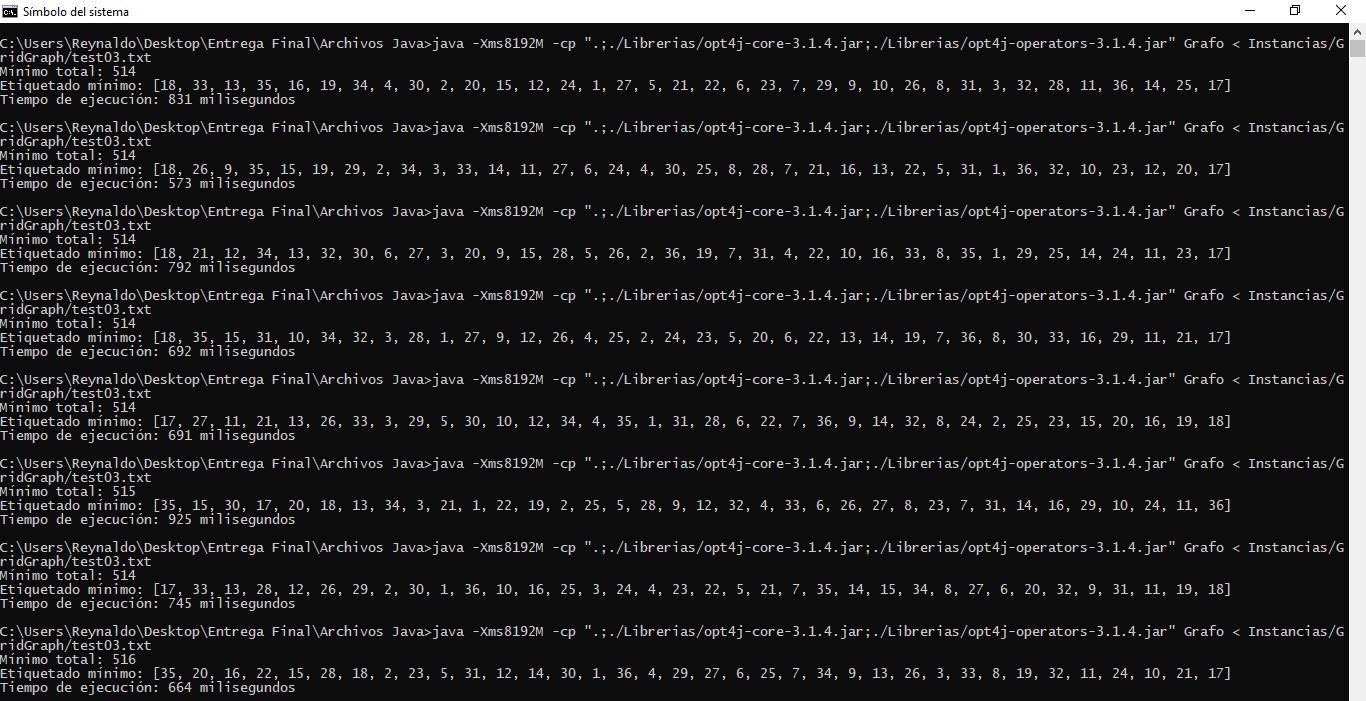 Símbolo del sistema
C:\Users\Reynaldo\Desktop\Entrega Final\Archivos Java>java -Xms8192M -cp ".;./Librerias/opt4j-core-3.1.4.jar;./Librerias/opt4j-operators-3.1.4.jar" Grafo < Instancias/G
ridGraph/test03.txt
Mínimo total: 514
Etiquetado mínimo: [18, 33, 13, 35, 16, 19, 34, 4, 30, 2, 20, 15, 12, 24, 1, 27, 5, 21, 22, 6, 23, 7, 29, 9, 10, 26, 8, 31, 3, 32, 28, 11, 36, 14, 25, 17]
Tiempo de ejecución: 831 milisegundos
C:\Users\Reynaldo\Desktop\Entrega Final\Archivos Java>java -Xms8192M -cp ".;./Librerias/opt4j-core-3.1.4.jar;./Librerias/opt4j-operators-3.1.4.jar" Grafo < Instancias/G
ridGraph/test03.txt
Mínimo total: 514
Etiquetado mínimo: [18, 26, 9, 35, 15, 19, 29, 2, 34, 3, 33, 14, 11, 27, 6, 24, 4, 30, 25, 8, 28, 7, 21, 16, 13, 22, 5, 31, 1, 36, 32, 10, 23, 12, 20, 17]
Tiempo de ejecución: 573 milisegundos
C:\Users\Reynaldo\Desktop\Entrega Final\Archivos Java>java -Xms8192M -cp ".;./Librerias/opt4j-core-3.1.4.jar;./Librerias/opt4j-operators-3.1.4.jar" Grafo < Instancias/G
ridGraph/test03.txt
Mínimo total: 514
Etiquetado mínimo: [18, 21, 12, 34, 13, 32, 30, 6, 27, 3, 20, 9, 15, 28, 5, 26, 2, 36, 19, 7, 31, 4, 22, 10, 16, 33, 8, 35, 1, 29, 25, 14, 24, 11, 23, 17]
Tiempo de ejecución: 792 milisegundos
C:\Users\Reynaldo\Desktop\Entrega Final\Archivos Java>java -Xms8192M -cp ".;./Librerias/opt4j-core-3.1.4.jar;./Librerias/opt4j-operators-3.1.4.jar" Grafo < Instancias/G
ridGraph/test03.txt
Mínimo total: 514
Etiquetado mínimo: [18, 35, 15, 31, 10, 34, 32, 3, 28, 1, 27, 9, 12, 26, 4, 25, 2, 24, 23, 5, 20, 6, 22, 13, 14, 19, 7, 36, 8, 30, 33, 16, 29, 11, 21, 17]
Tiempo de ejecución: 692 milisegundos
C:\Users\Reynaldo\Desktop\Entrega Final\Archivos Java>java -Xms8192M -cp ".;./Librerias/opt4j-core-3.1.4.jar;./Librerias/opt4j-operators-3.1.4.jar" Grafo < Instancias/G
ridGraph/test03.txt
Mínimo total: 514
Etiquetado mínimo: [17, 27, 11, 21, 13, 26, 33, 3, 29, 5, 30, 10, 12, 34, 4, 35, 1, 31, 28, 6, 22, 7, 36, 9, 14, 32, 8, 24, 2, 25, 23, 15, 20, 16, 19, 18]
Tiempo de ejecución: 691 milisegundos
C:\Users\Reynaldo\Desktop\Entrega Final\Archivos Java>java -Xms8192M -cp ".;./Librerias/opt4j-core-3.1.4.jar;./Librerias/opt4j-operators-3.1.4.jar" Grafo < Instancias/G
ridGraph/test03.txt
Mínimo total: 515
Etiquetado mínimo: [35, 15, 30, 17, 20, 18, 13, 34, 3, 21, 1, 22, 19, 2, 25, 5, 28, 9, 12, 32, 4, 33, 6, 26, 27, 8, 23, 7, 31, 14, 16, 29, 10, 24, 11, 36]
Tiempo de ejecución: 925 milisegundos
C:\Users\Reynaldo\Desktop\Entrega Final\Archivos Java>java -Xms8192M -cp ".;./Librerias/opt4j-core-3.1.4.jar;./Librerias/opt4j-operators-3.1.4.jar" Grafo < Instancias/G
ridGraph/test03.txt
Mínimo total: 514
Etiquetado mínimo: [17, 33, 13, 28, 12, 26, 29, 2, 30, 1, 36, 10, 16, 25, 3, 24, 4, 23, 22, 5, 21, 7, 35, 14, 15, 34, 8, 27, 6, 20, 32, 9, 31, 11, 19, 18]
Tiempo de ejecución: 745 milisegundos
C:\Users\Reynaldo\Desktop\Entrega Final\Archivos Java>java -Xms8192M -cp ".;./Librerias/opt4j-core-3.1.4.jar;./Librerias/opt4j-operators-3.1.4.jar" Grafo < Instancias/G
ridGraph/test03.txt
Mínimo total: 516
Etiquetado mínimo: [35, 20, 16, 22, 15, 28, 18, 2, 23, 5, 31, 12, 14, 30, 1, 36, 4, 29, 27, 6, 25, 7, 34, 9, 13, 26, 3, 33, 8, 19, 32, 11, 24, 10, 21, 17]
Tiempo de ejecución: 664 milisegundos